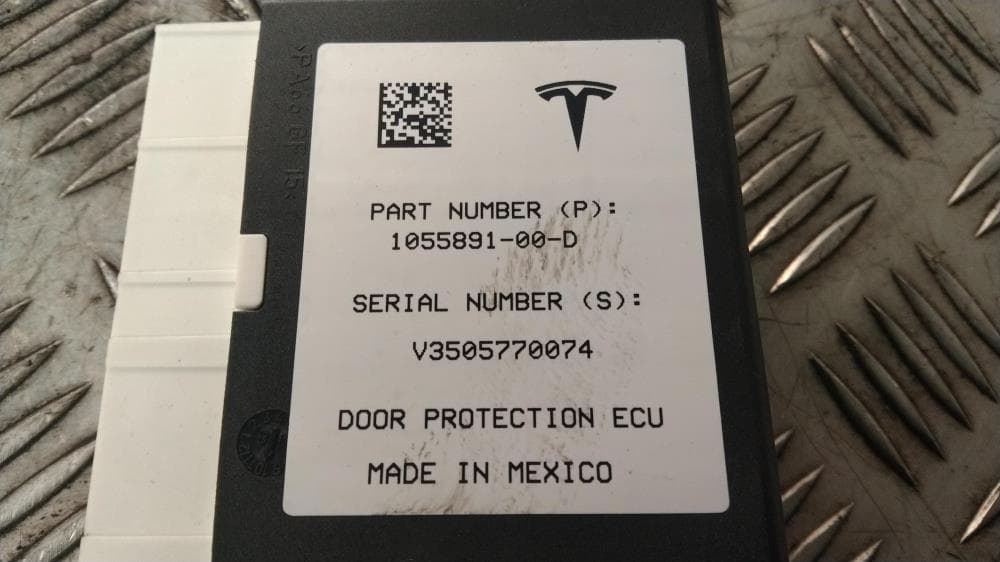 PART NUMBER (P):
1055891-00-D
SERIAL NUMBER (S):
V3505770074
DOOR PROTECTION ECU
MADE IN MEXICO